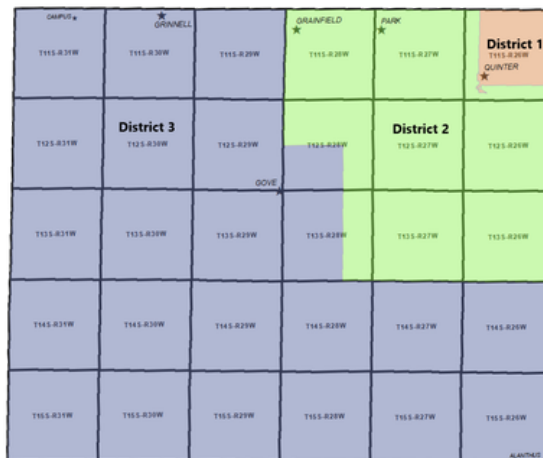 CAMPUS
GRINNELL
GRAINFIELD
PARK
District 1
T11S-R31W
T11S-R30W
T11S-R29W
T11S-R28W
T11S-R27W
T11S-R26W
QUINTER
District 3
District 2
T12S-R31W
T12S-R30W
T12S-R29W
T12S-R28W
T12S-R27W
T12S-R26W
GOVE
T13S-R31W
T13S-R30W
T13S-R29W
T13S-R28W
T13S-R27W
T13S-R26W
T14S-R31W
T14S-R30W
T14S-R29W
T14S-R28W
T14S-R27W
T14S-R26W
T15S-R31W
T15S-R30W
T15S-R29W
T15S-R28W
T15S-R27W
T15S-R26W
ALANTHUS